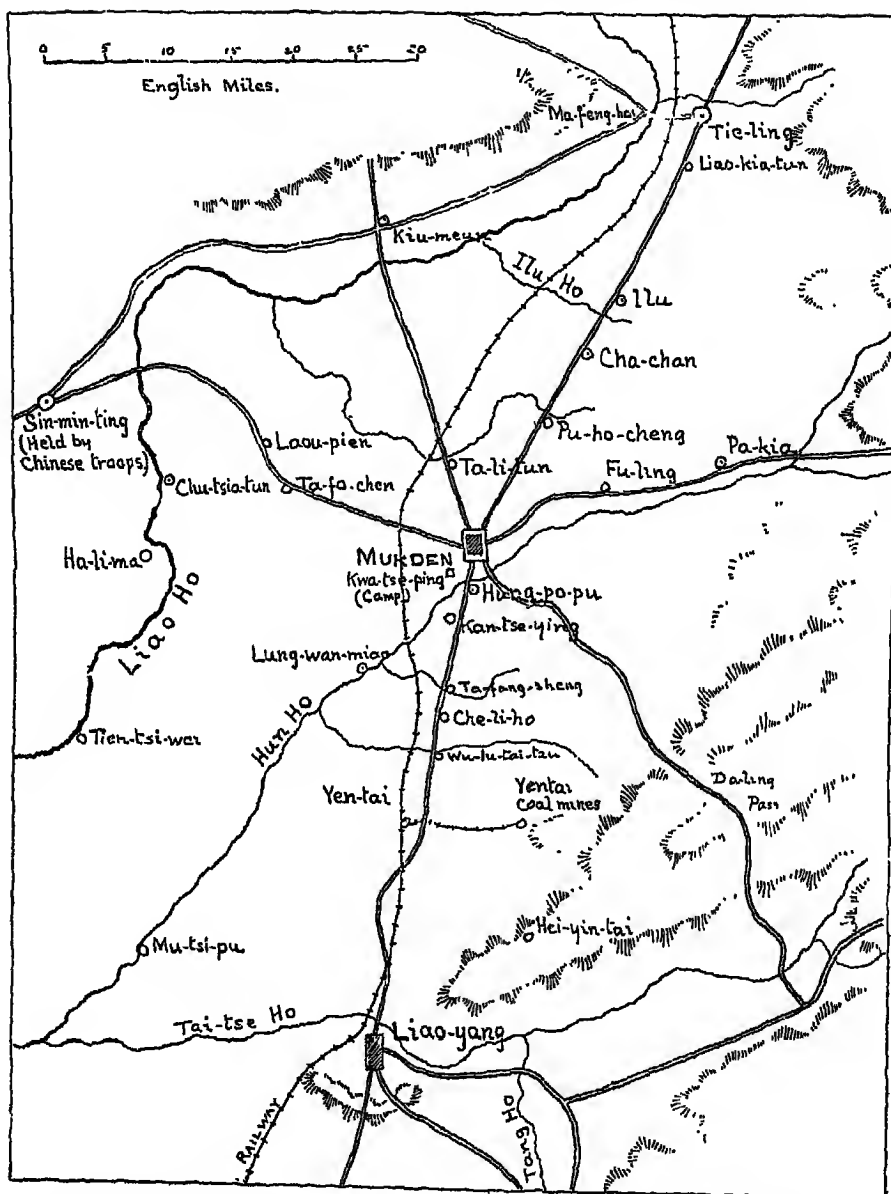 0 5 10 15 20 30
English Miles.
Ma-feng-hai
Tie-ling
Liao-kia-tun
Kiu-meun
Ilu Ho
Ilu
Cha-chan
Sin-min-ting
(Held by
Chinese troops)
Laou-pien
Pu-ho-cheng
Pa-kia
Chu-tsia-tun
Ta-fo-chen
Ta-li-tun
Fu-ling
MUKDEN
Kwa-tse-ping
(Camp)
Ha-li-ma
Hung-po-pu
Liao Ho
Kan-tse-ying
Lung-wan-miao
Ta-fang-sheng
Che-li-ho
Hun Ho
Tien-tsi-wei
Wu-lu-tai-tzu
Da-ling
Pass
Yen-tai
Yentai
Coal mines
Hei-yin-tai
Mu-tsi-pu
Tai-tse Ho
Liao-yang
RAILWAY
Tang Ho